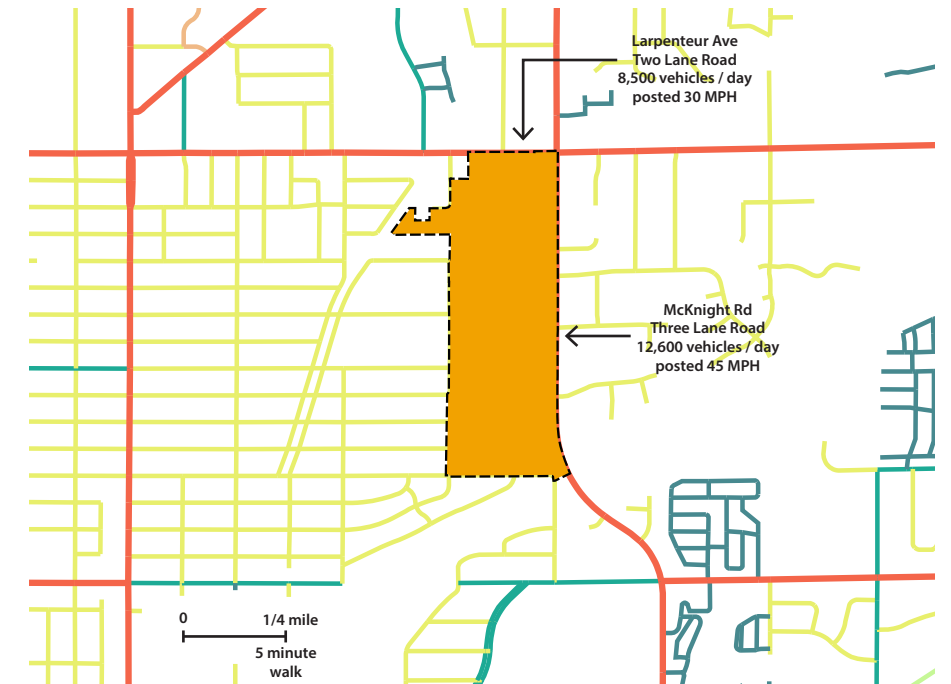 Larpenteur Ave
Two Lane Road
8,500 vehicles / day
posted 30 MPH
McKnight Rd
Three Lane Road
12,600 vehicles / day
posted 45 MPH
0
1/4 mile
5 minute
walk